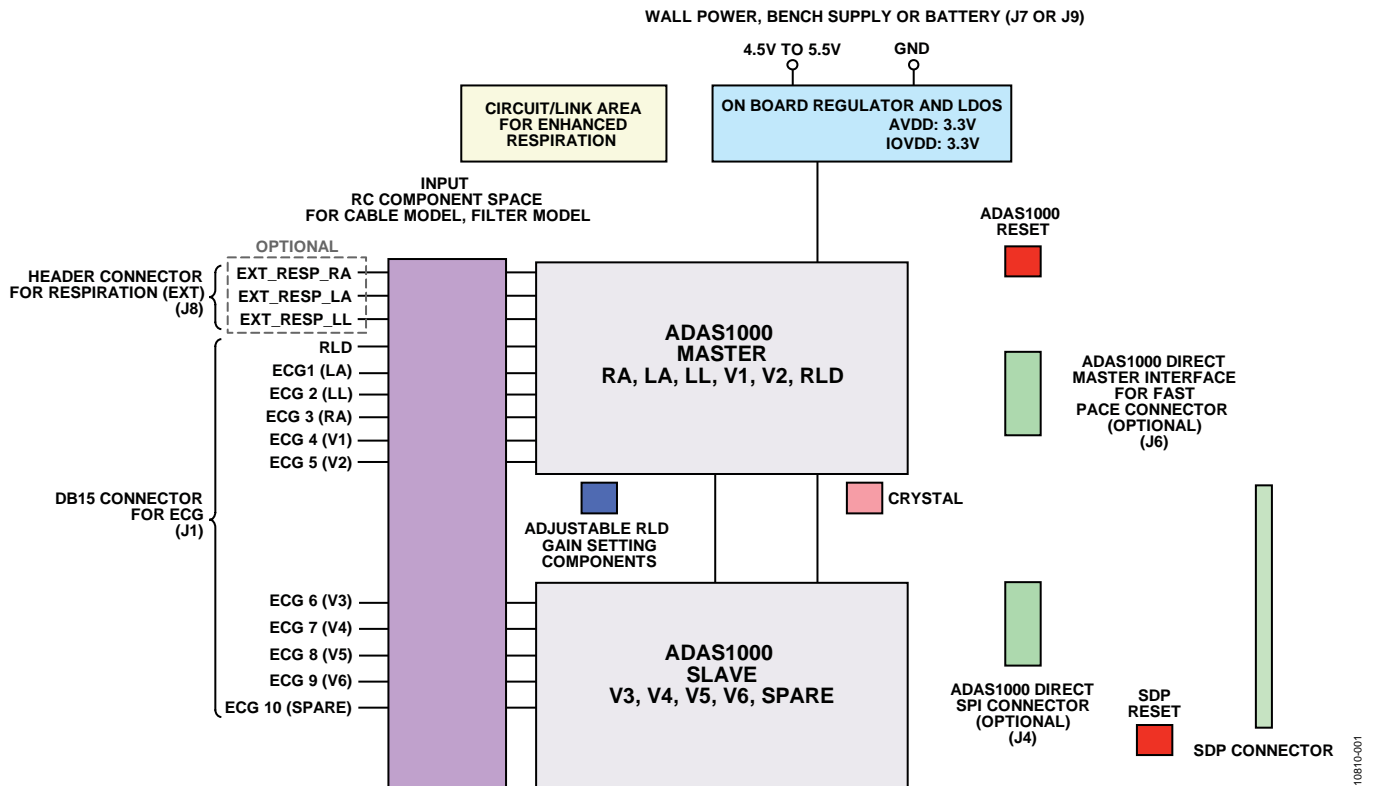 WALL POWER, BENCH SUPPLY OR BATTERY (J7 OR J9)
4.5V TO 5.5V
GND
CIRCUIT/LINK AREA
FOR ENHANCED
RESPIRATION
ON BOARD REGULATOR AND LDOS
AVDD: 3.3V
IOVDD: 3.3V
INPUT
RC COMPONENT SPACE
FOR CABLE MODEL, FILTER MODEL
ADAS1000
RESET
OPTIONAL
HEADER CONNECTOR
FOR RESPIRATION (EXT)
(J8)
EXT_RESP_RA
EXT_RESP_LA
EXT_RESP_LL
RLD
ECG1 (LA)
ECG 2 (LL)
ECG 3 (RA)
ECG 4 (V1)
ECG 5 (V2)
ADAS1000
MASTER
RA, LA, LL, V1, V2, RLD
ADAS1000 DIRECT
MASTER INTERFACE
FOR FAST
PACE CONNECTOR
(OPTIONAL)
(J6)
DB15 CONNECTOR
FOR ECG
(J1)
ADJUSTABLE RLD
GAIN SETTING
COMPONENTS
CRYSTAL
ECG 6 (V3)
ECG 7 (V4)
ECG 8 (V5)
ECG 9 (V6)
ECG 10 (SPARE)
ADAS1000
SLAVE
V3, V4, V5, V6, SPARE
ADAS1000 DIRECT
SPI CONNECTOR
(OPTIONAL)
(J4)
SDP
RESET
SDP CONNECTOR
10810-001